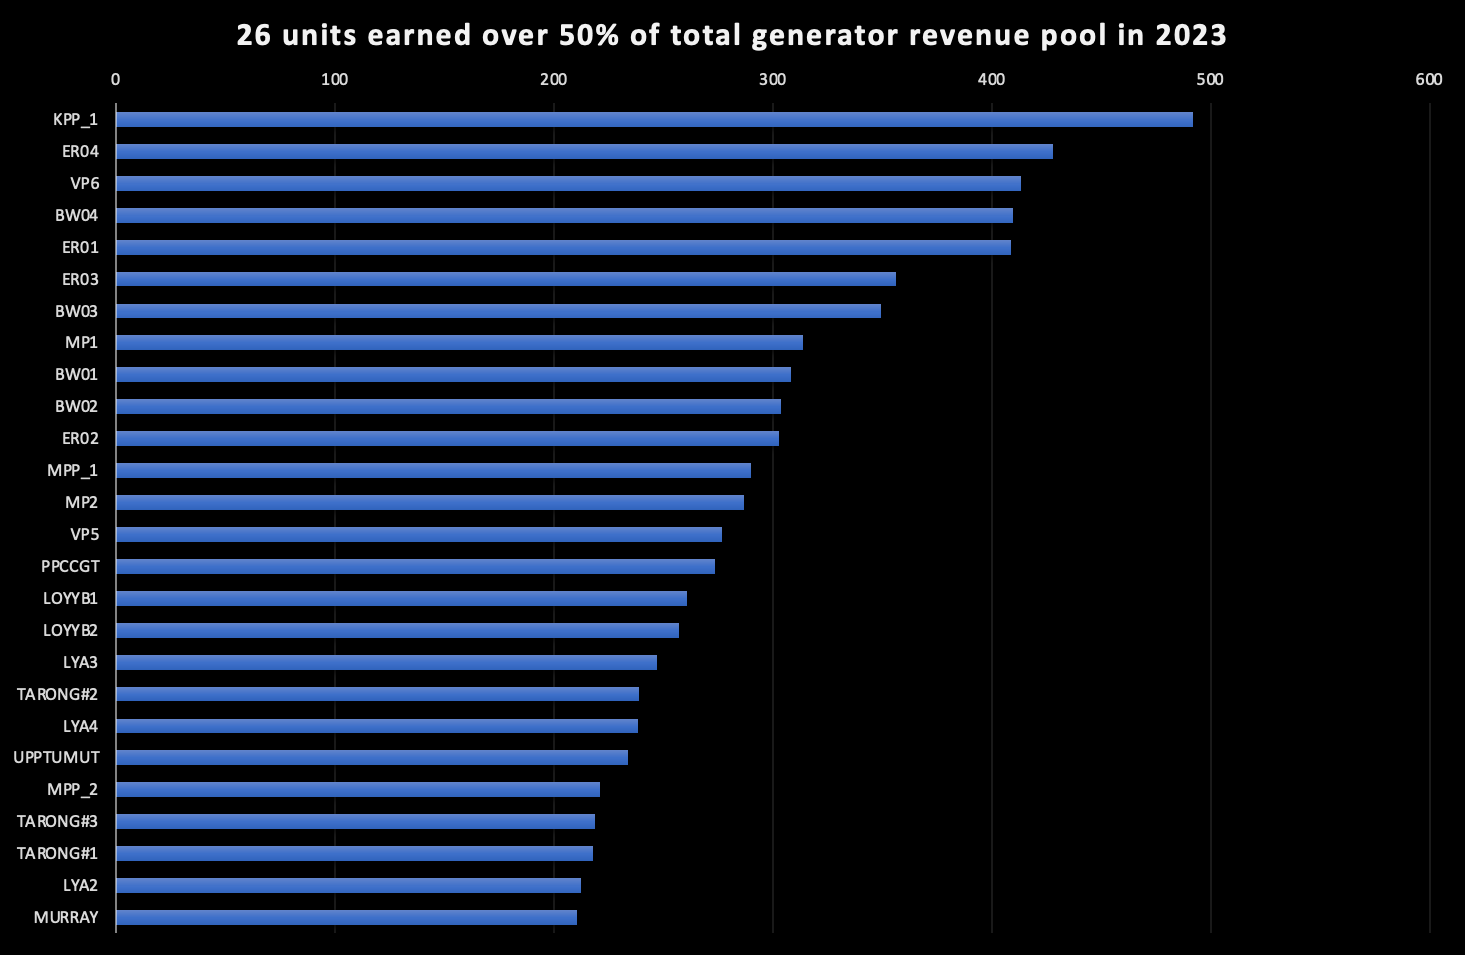 26 units earned over 50% of total generator revenue pool in 2023
0 100 200 300 400 500 600
KPP_1
ER04
VP6
BW04
ER01
ER03
BW03
MP1
BW01
BW02
ER02
MPP_1
MP2
VP5
PPCCGT
LOYYB1
LOYYB2
LYA3
TARONG#2
LYA4
UPPTUMUT
MPP_2
TARONG#3
TARONG#1
LYA2
MURRAY